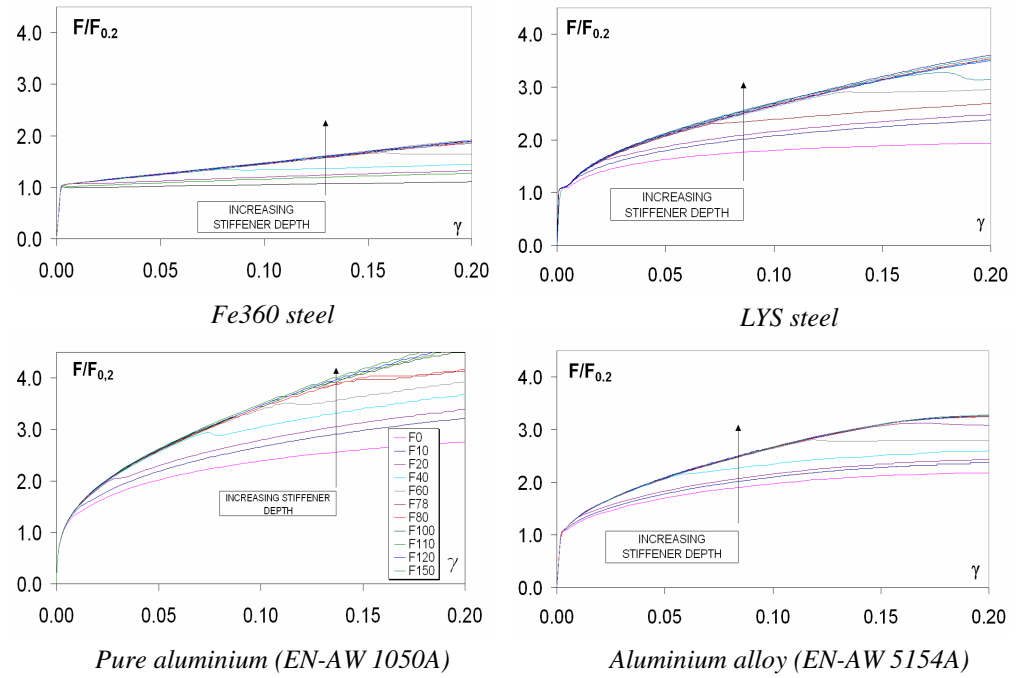 F/F0.2
4.0
3.0
2.0
1.0
0.0
INCREASING
STIFFENER DEPTH
γ
0.00 0.05 0.10 0.15 0.20
Fe360 steel
F/F0.2
4.0
3.0
2.0
1.0
0.0
INCREASING
STIFFENER DEPTH
γ
0.00 0.05 0.10 0.15 0.20
LYS steel
F/F0,2
4.0
3.0
2.0
1.0
0.0
INCREASING STIFFENER
DEPTH
F0
F10
F20
F40
F60
F78
F80
F100
F110
F120
F150
γ
0.00 0.05 0.10 0.15 0.20
Pure aluminium (EN-AW 1050A)
F/F0.2
4.0
3.0
2.0
1.0
0.0
INCREASING
STIFFENER DEPTH
γ
0.00 0.05 0.10 0.15 0.20
Aluminium alloy (EN-AW 5154A)